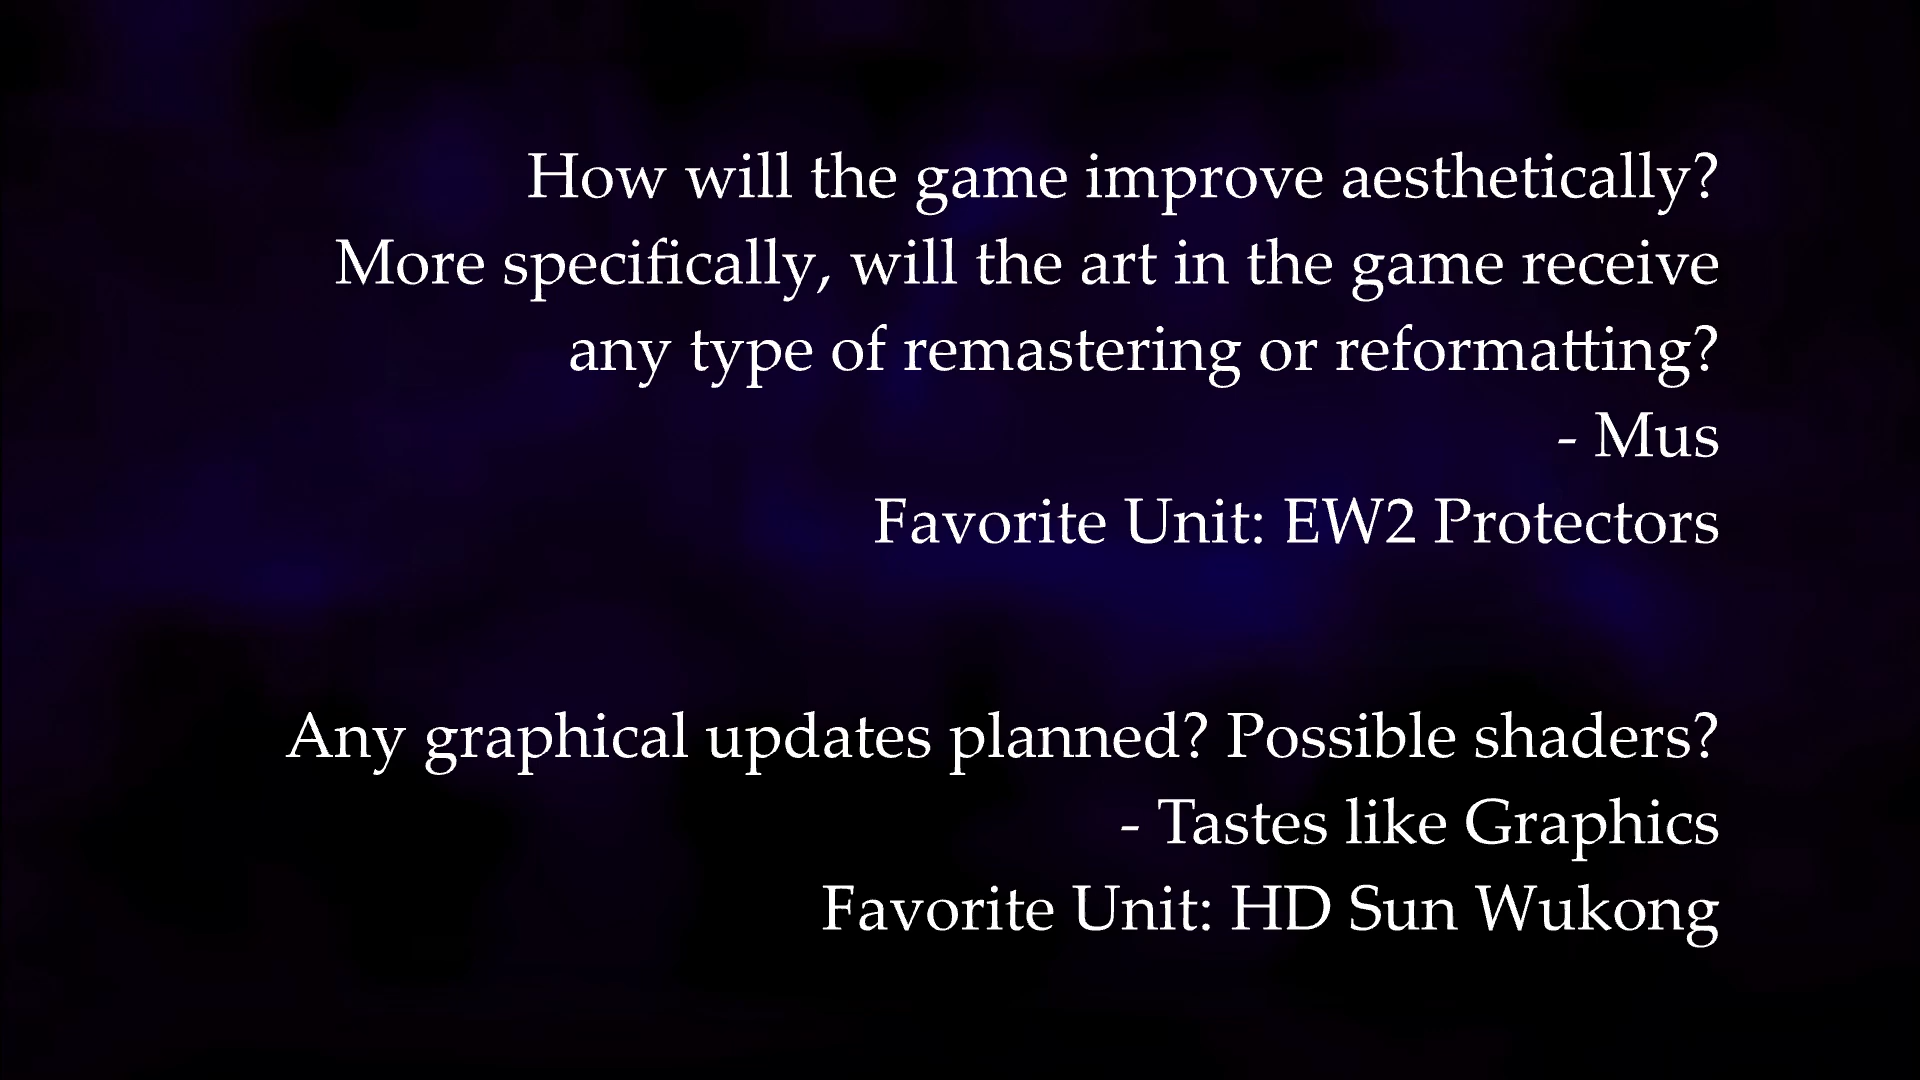 How will the game improve aesthetically?
More specifically, will the art in the game receive
any type of remastering or reformatting?
- Mus
Favorite Unit: EW2 Protectors
Any graphical updates planned? Possible shaders?
- Tastes like Graphics
Favorite Unit: HD Sun Wukong